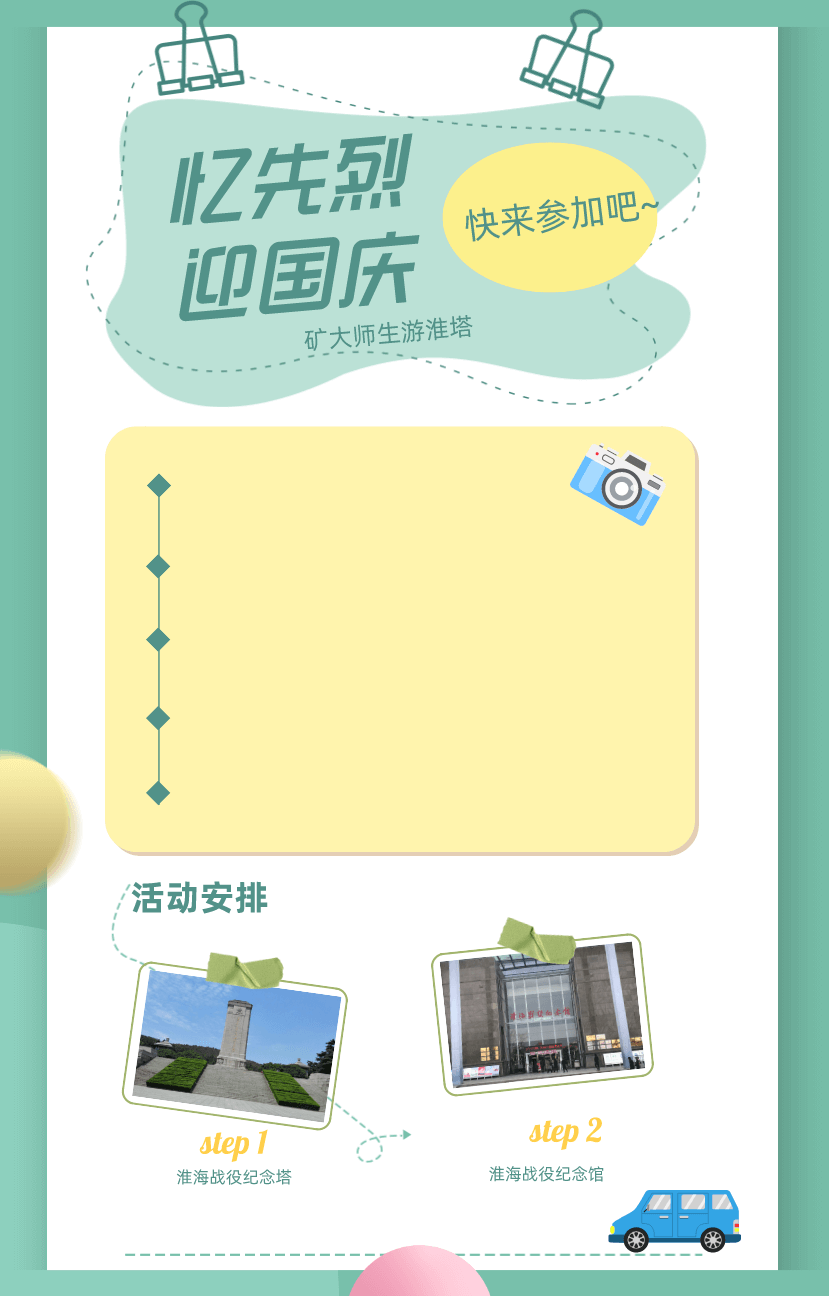 忆先烈
迎国庆
快来参加吧~
矿大师生游淮塔
活动安排
step 1
淮海战役纪念塔
step 2
淮海战役纪念馆